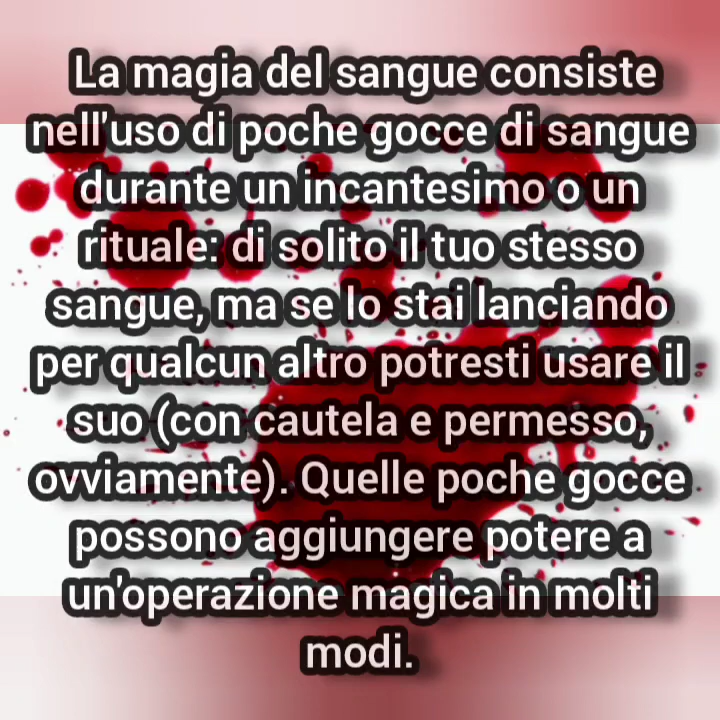 La magia del sangue consiste
nell'uso di poche gocce di sangue
durante un incantesimo o un
rituale: di solito il tuo stesso
sangue, ma se lo stai lanciando
per qualcun altro potresti usare il
suo (con cautela e permesso,
ovviamente). Quelle poche gocce
possono aggiungere potere a
un'operazione magica in molti
modi.